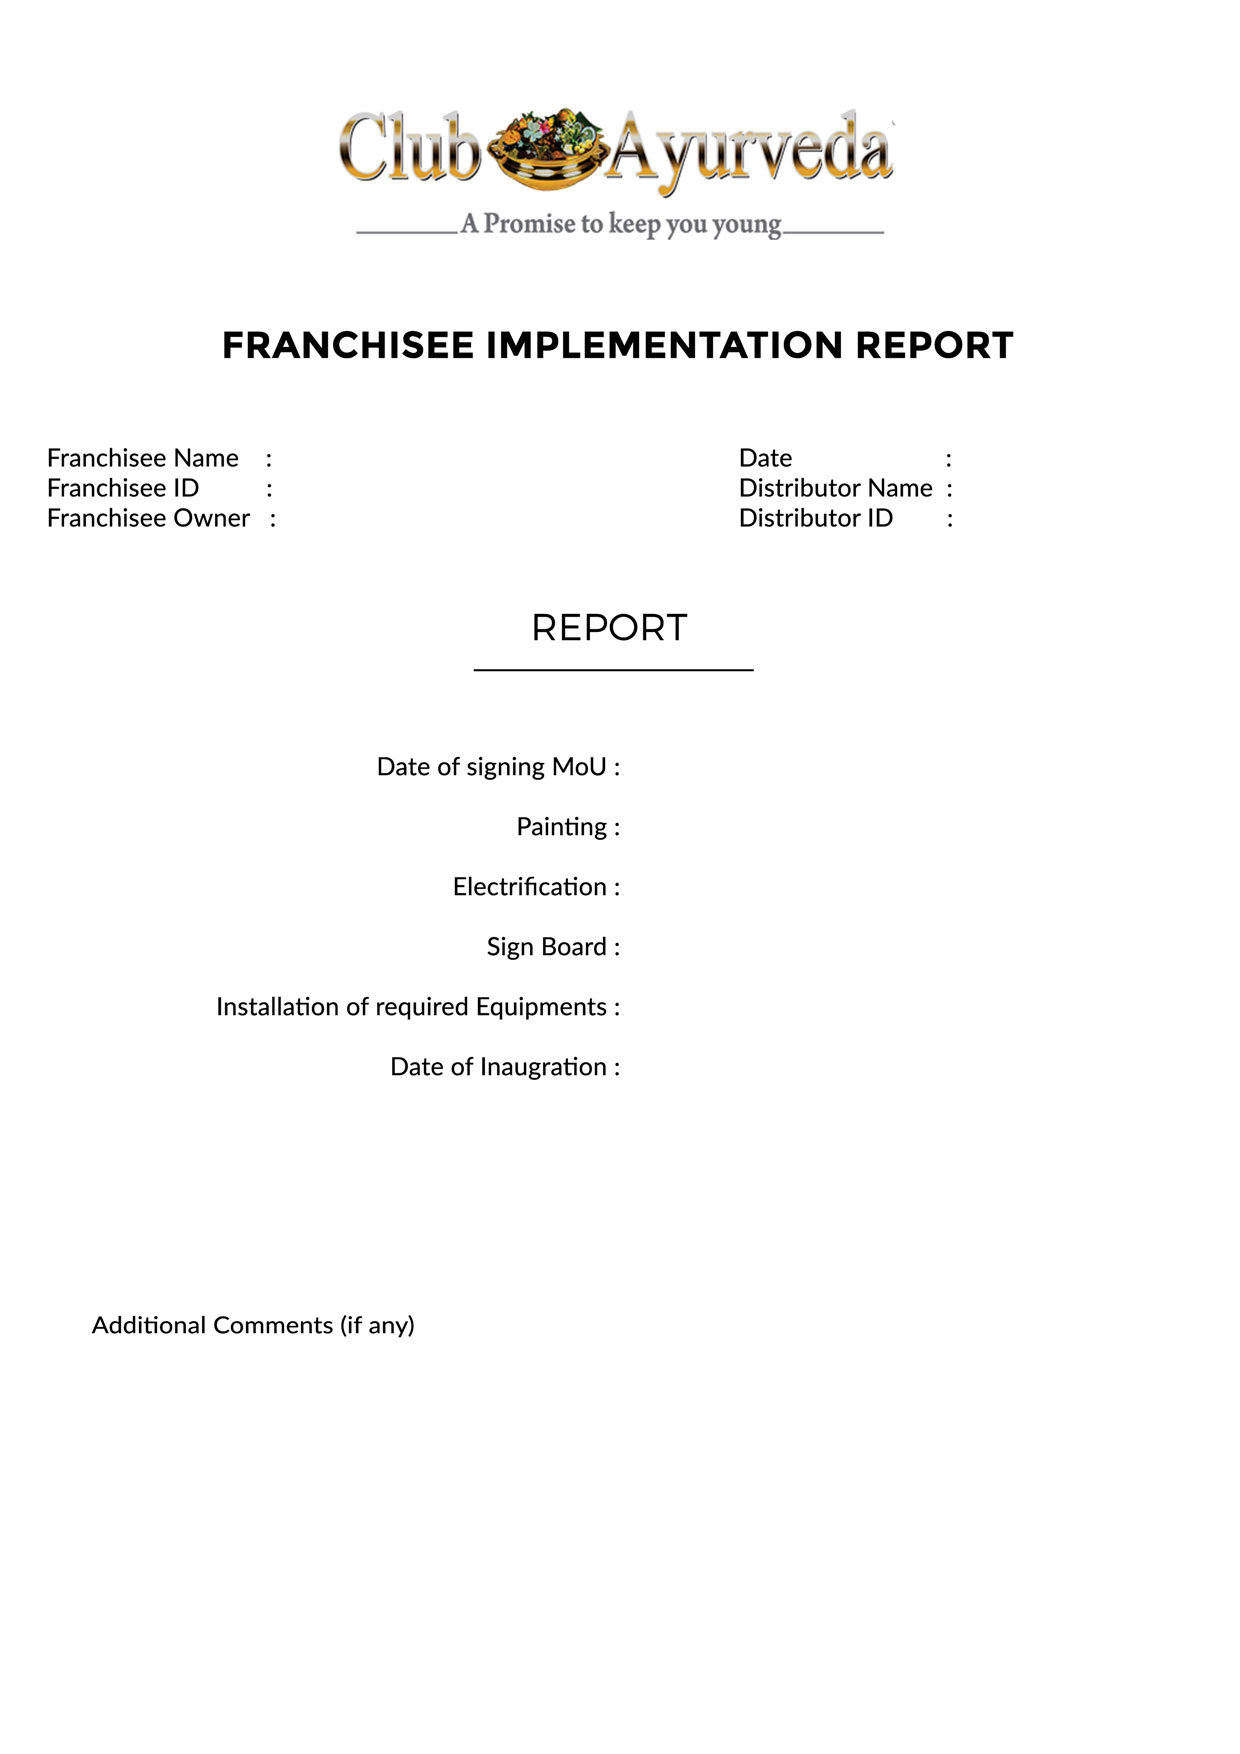 Club Ayurveda
A Promise to keep you young
FRANCHISEE IMPLEMENTATION REPORT
Franchisee Name :
Franchisee ID :
Franchisee Owner :
Date :
Distributor Name :
Distributor ID :
REPORT
Date of signing MoU :
Painting :
Electrification :
Sign Board :
Installation of required Equipments :
Date of Inaugration :
Additional Comments (if any)